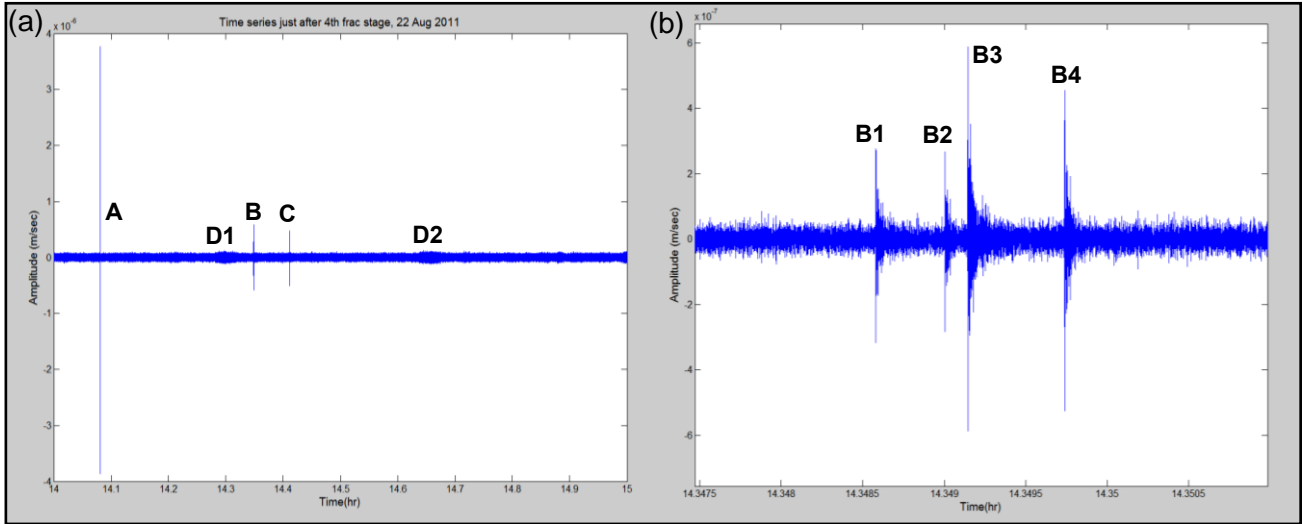 (a)
Time series just after 4th frac stage, 22 Aug 2011
x 10⁻⁶
4
3
2
1
0
-1
-2
-3
-4
Amplitude (m/sec)
A
D1
B
C
D2
14 14.1 14.2 14.3 14.4 14.5 14.6 14.7 14.8 14.9 15
Time(hr)
(b)
x 10⁻⁷
6
4
2
0
-2
-4
-6
Amplitude (m/sec)
B1
B2
B3
B4
14.3475 14.348 14.3485 14.349 14.3495 14.35 14.3505
Time(hr)